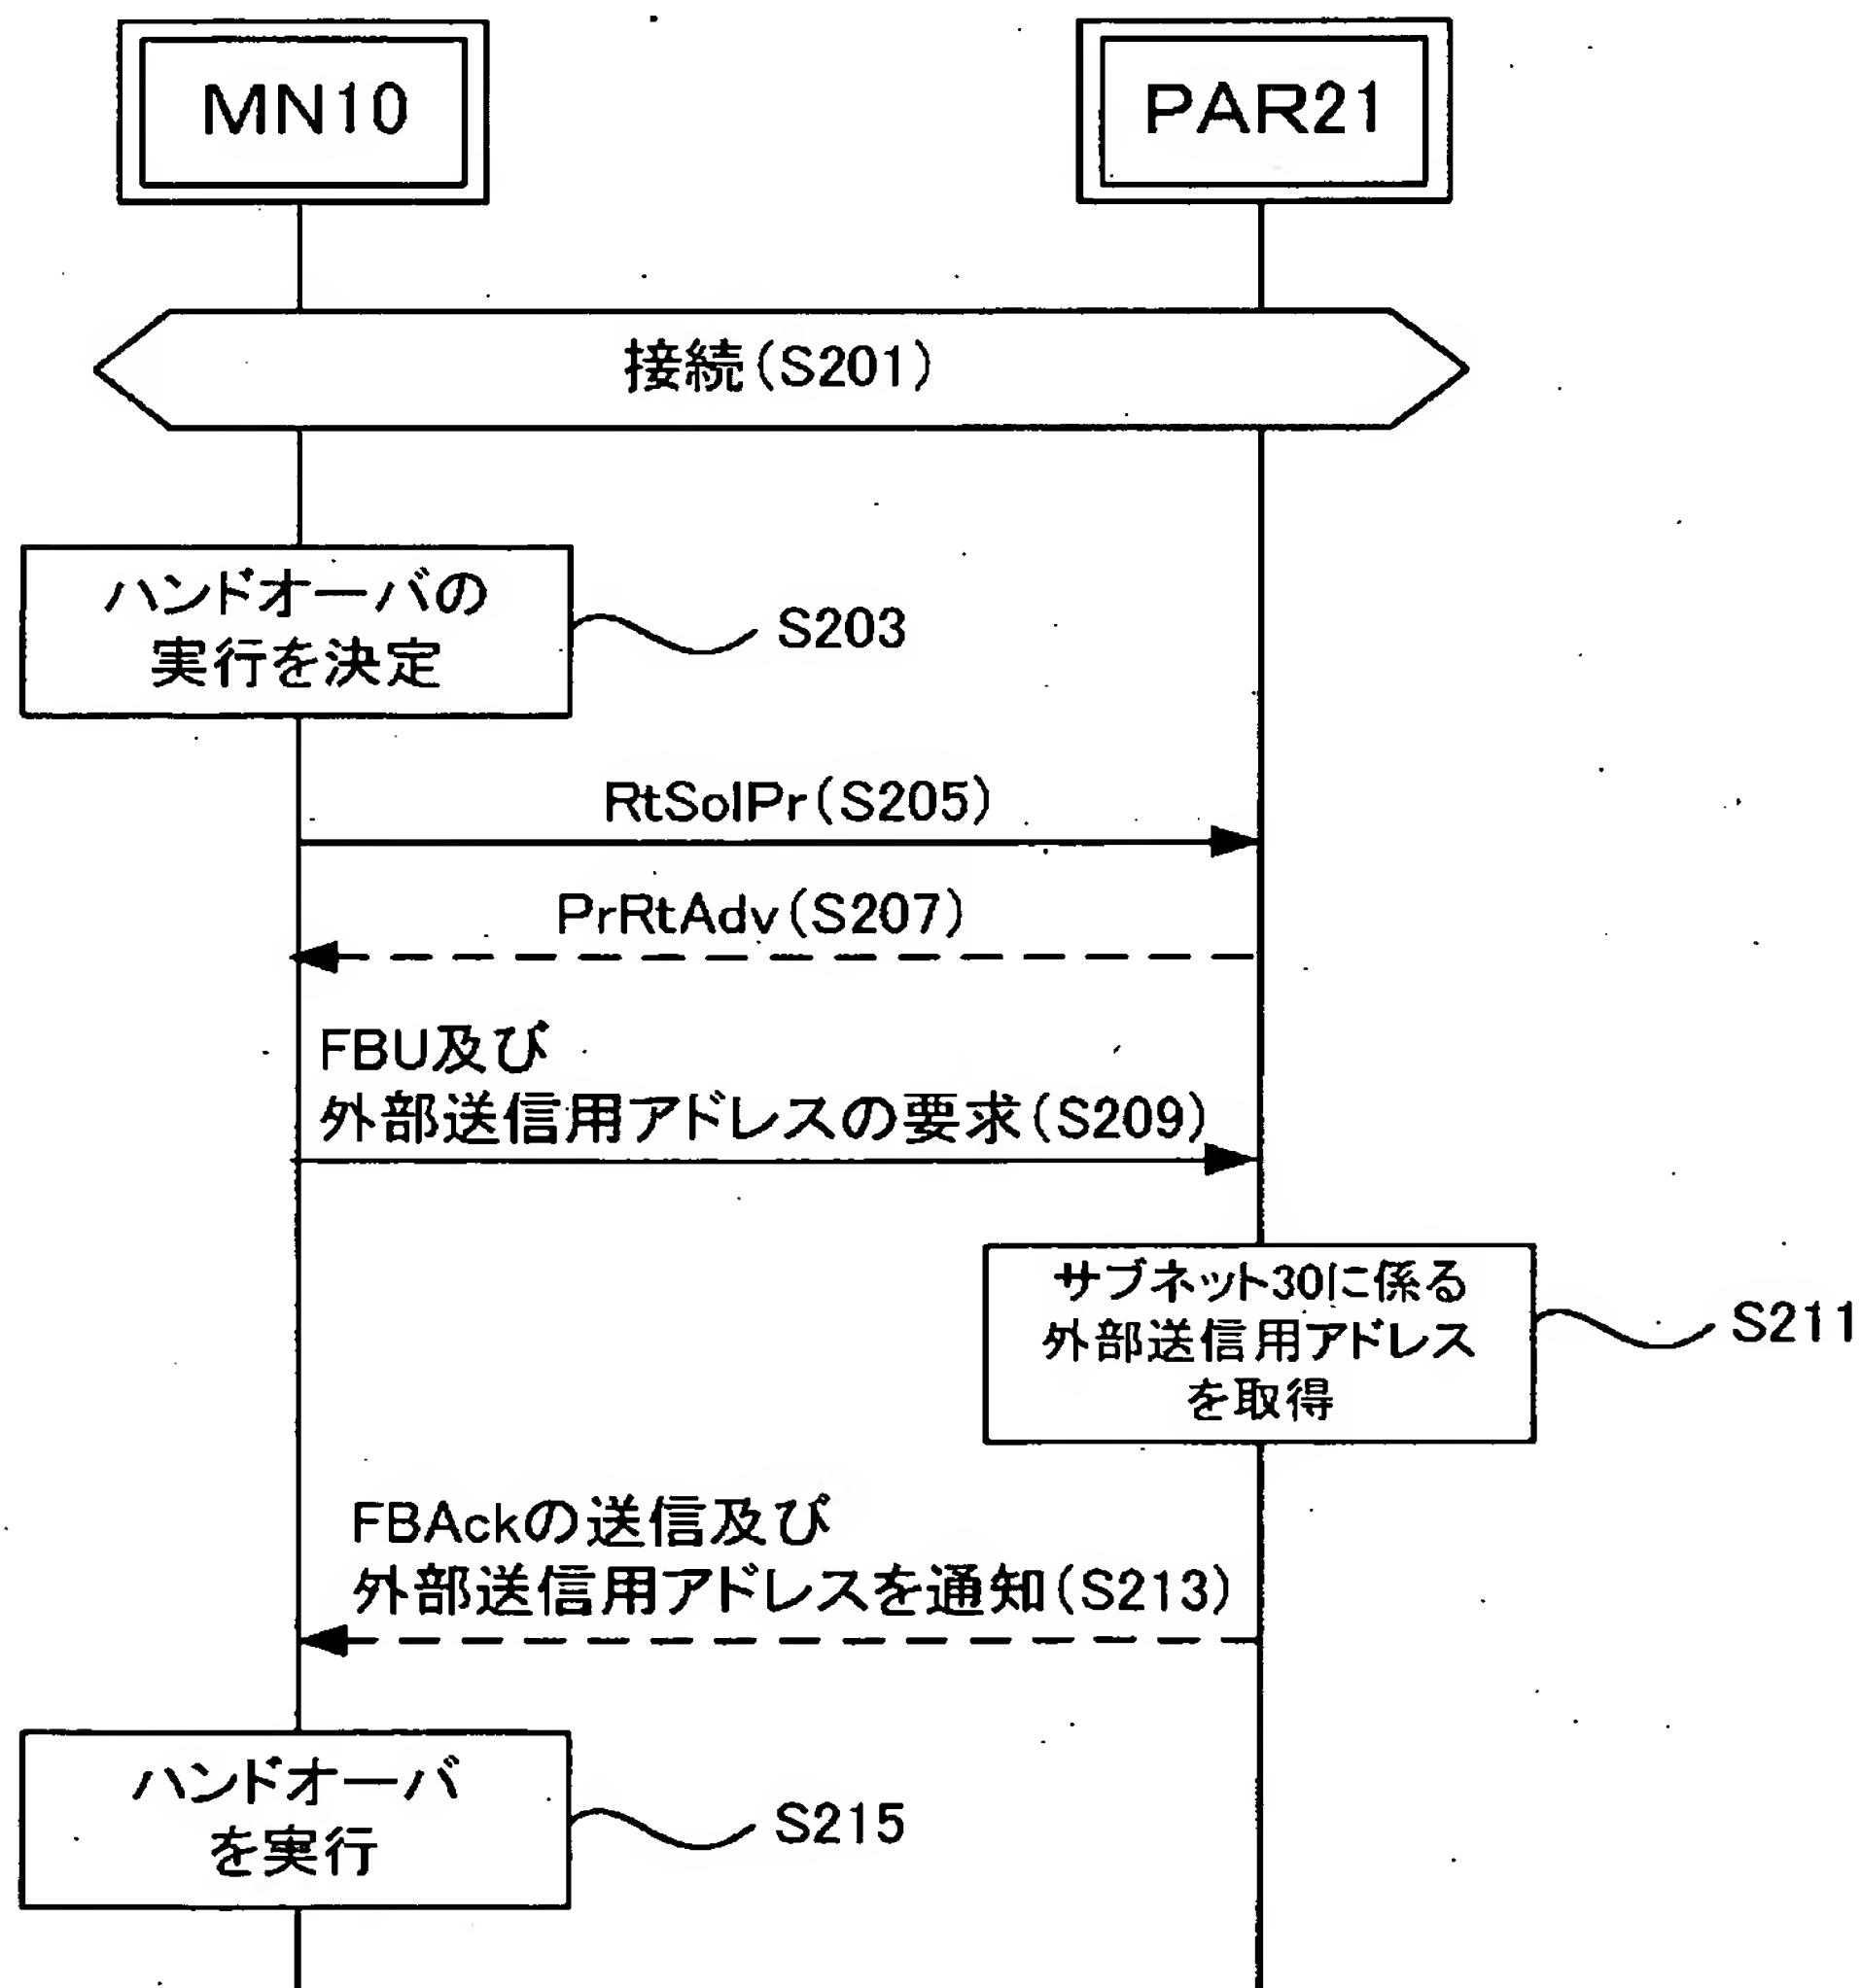 MN10
PAR21
接続(S201)
ハンドオーバの
実行を決定
S203
RtSolPr(S205)
PrRtAdv(S207)
FBU及び
外部送信用アドレスの要求(S209)
サブネット30に係る
外部送信用アドレス
を取得
S211
FBAckの送信及び
外部送信用アドレスを通知(S213)
ハンドオーバ
を実行
S215